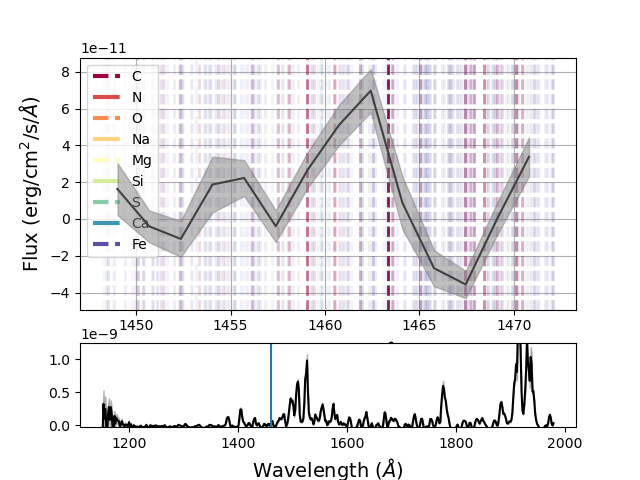 1e−11
Flux (erg/cm²/s/Å)
8
6
4
2
0
−2
−4
C
N
O
Na
Mg
Si
S
Ca
Fe
1450 1455 1460 1465 1470
1e−9
1.0
0.5
0.0
1200 1400 1600 1800 2000
Wavelength (Å)